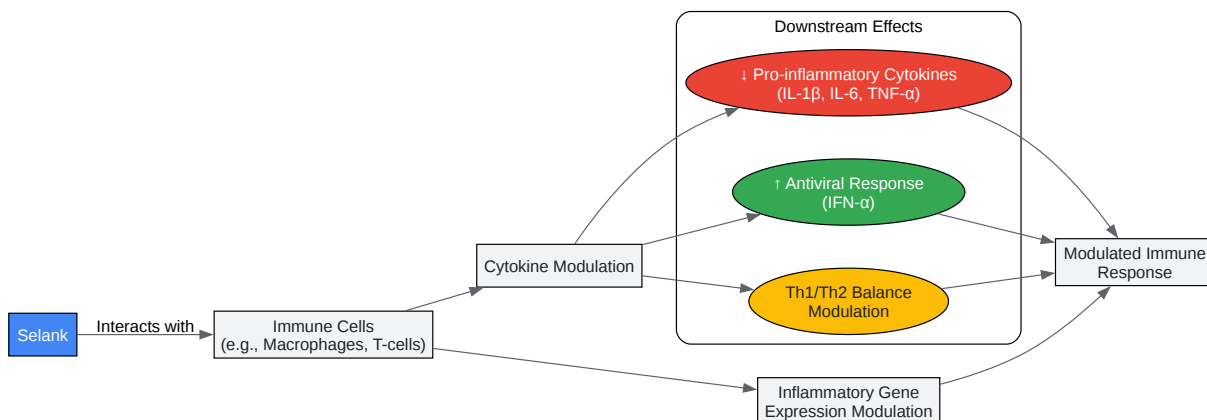 Downstream Effects
↓ Pro-inflammatory Cytokines
(IL-1β, IL-6, TNF-α)
↑ Antiviral Response
(IFN-α)
Cytokine Modulation
Modulated Immune
Response
Th1/Th2 Balance
Modulation
Selank
Interacts with
Immune Cells
(e.g., Macrophages, T-cells)
Inflammatory Gene
Expression Modulation